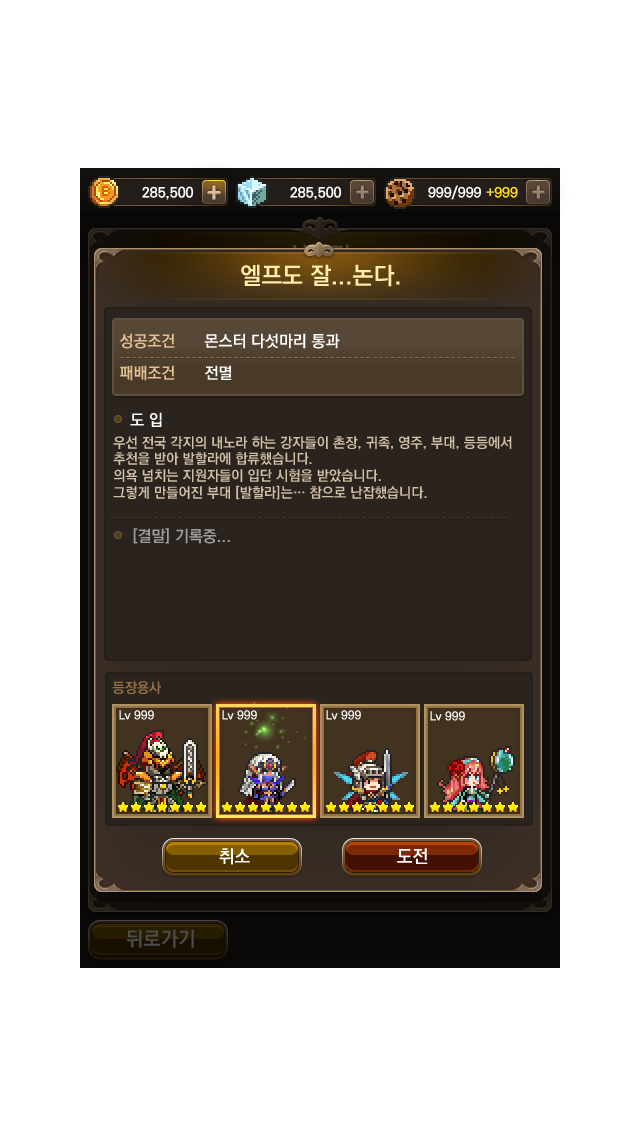 285,500
285,500
999/999 +999
엘프도 잘...논다.
성공조건 몬스터 다섯마리 통과
패배조건 전멸
도 입
우선 전국 각지의 내노라 하는 강자들이 촌장, 귀족, 영주, 부대, 등등에서
추천을 받아 발할라에 합류했습니다.
의욕 넘치는 지원자들이 입단 시험을 받았습니다.
그렇게 만들어진 부대 [발할라]는… 참으로 난잡했습니다.
[결말] 기록중...
등장용사
Lv 999 Lv 999 Lv 999 Lv 999
취소 도전
뒤로가기